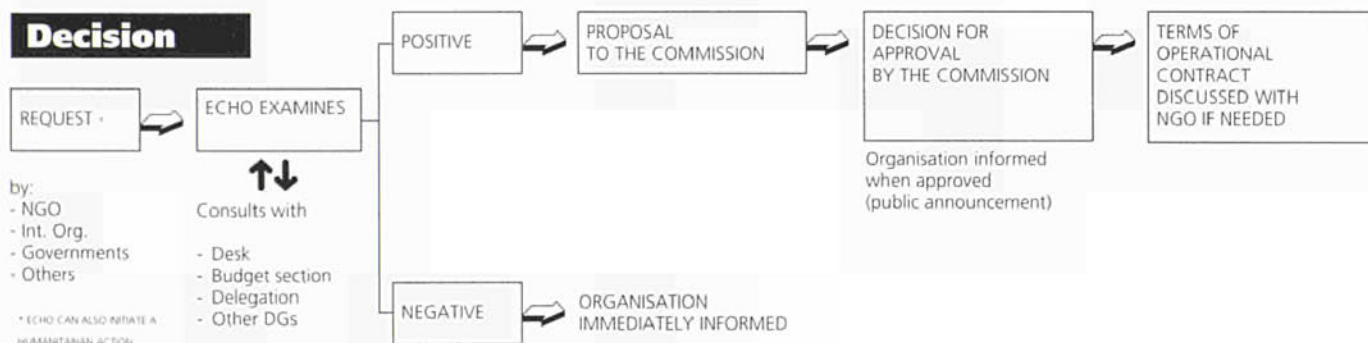 Decision
REQUEST *
by:
- NGO
- Int. Org.
- Governments
- Others
* ECHO CAN ALSO INITIATE A
HUMANITARIAN ACTION
ECHO EXAMINES
Consults with
- Desk
- Budget section
- Delegation
- Other DGs
POSITIVE
PROPOSAL
TO THE COMMISSION
DECISION FOR
APPROVAL
BY THE COMMISSION
Organisation informed
when approved
(public announcement)
TERMS OF
OPERATIONAL
CONTRACT
DISCUSSED WITH
NGO IF NEEDED
NEGATIVE
ORGANISATION
IMMEDIATELY INFORMED